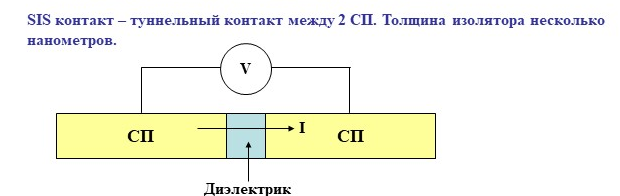 SIS контакт – туннельный контакт между 2 СП. Толщина изолятора несколько
нанометров.
V
СП
I
СП
Диэлектрик